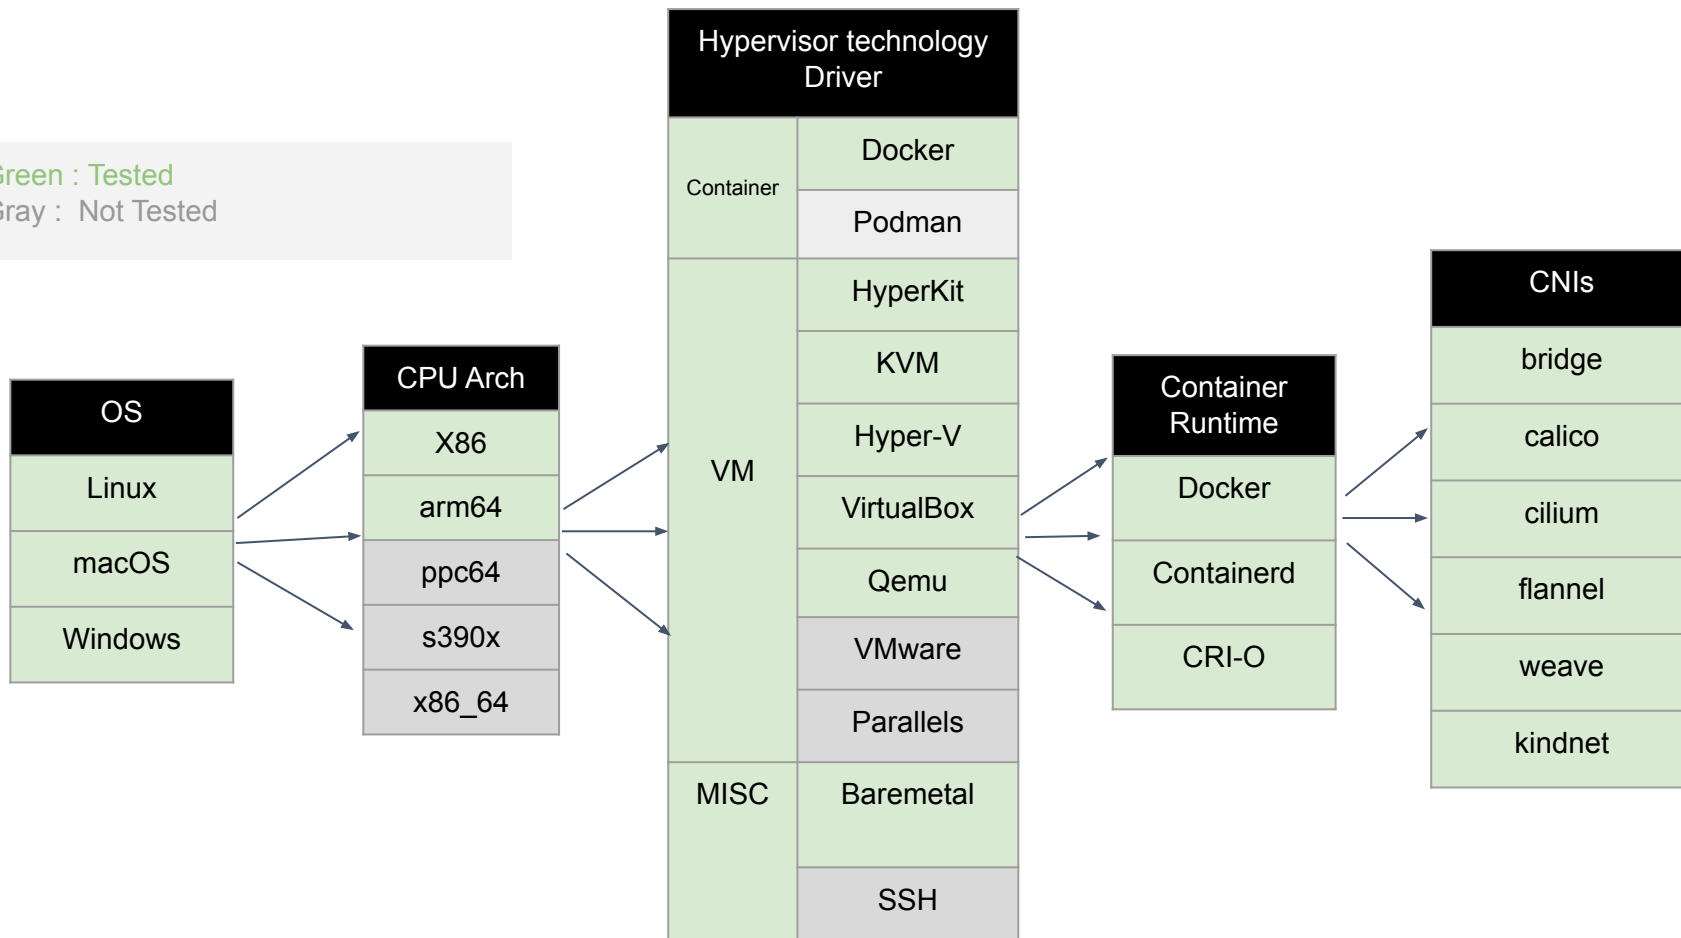 Hypervisor technology
Driver
Green : Tested
Gray : Not Tested
Container
Docker
Podman
VM
HyperKit
KVM
Hyper-V
VirtualBox
Qemu
VMware
Parallels
MISC
Baremetal
SSH
OS
Linux
macOS
Windows
CPU Arch
X86
arm64
ppc64
s390x
x86_64
Container
Runtime
Docker
Containerd
CRI-O
CNIs
bridge
calico
cilium
flannel
weave
kindnet